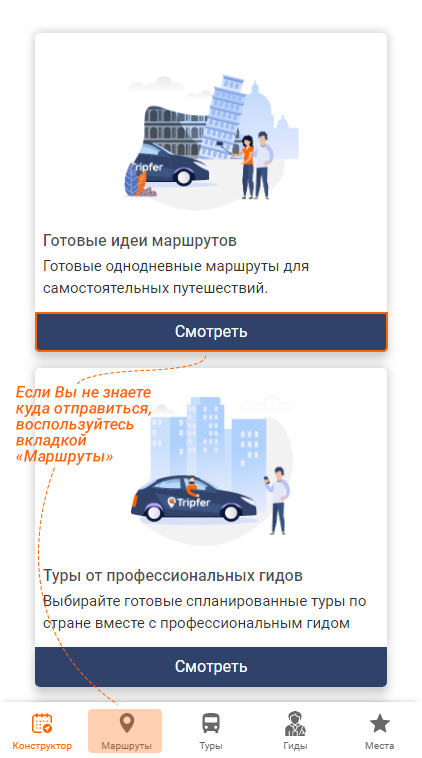 Tripfer
Готовые идеи маршрутов
Готовые однодневные маршруты для
самостоятельных путешествий.
Смотреть
Если Вы не знаете
куда отправиться,
воспользуйтесь
вкладкой
«Маршруты»
Tripfer
Туры от профессиональных гидов
Выбирайте готовые спланированные туры по
стране вместе с профессиональным гидом
Смотреть
Конструктор Маршруты Туры Гиды Места